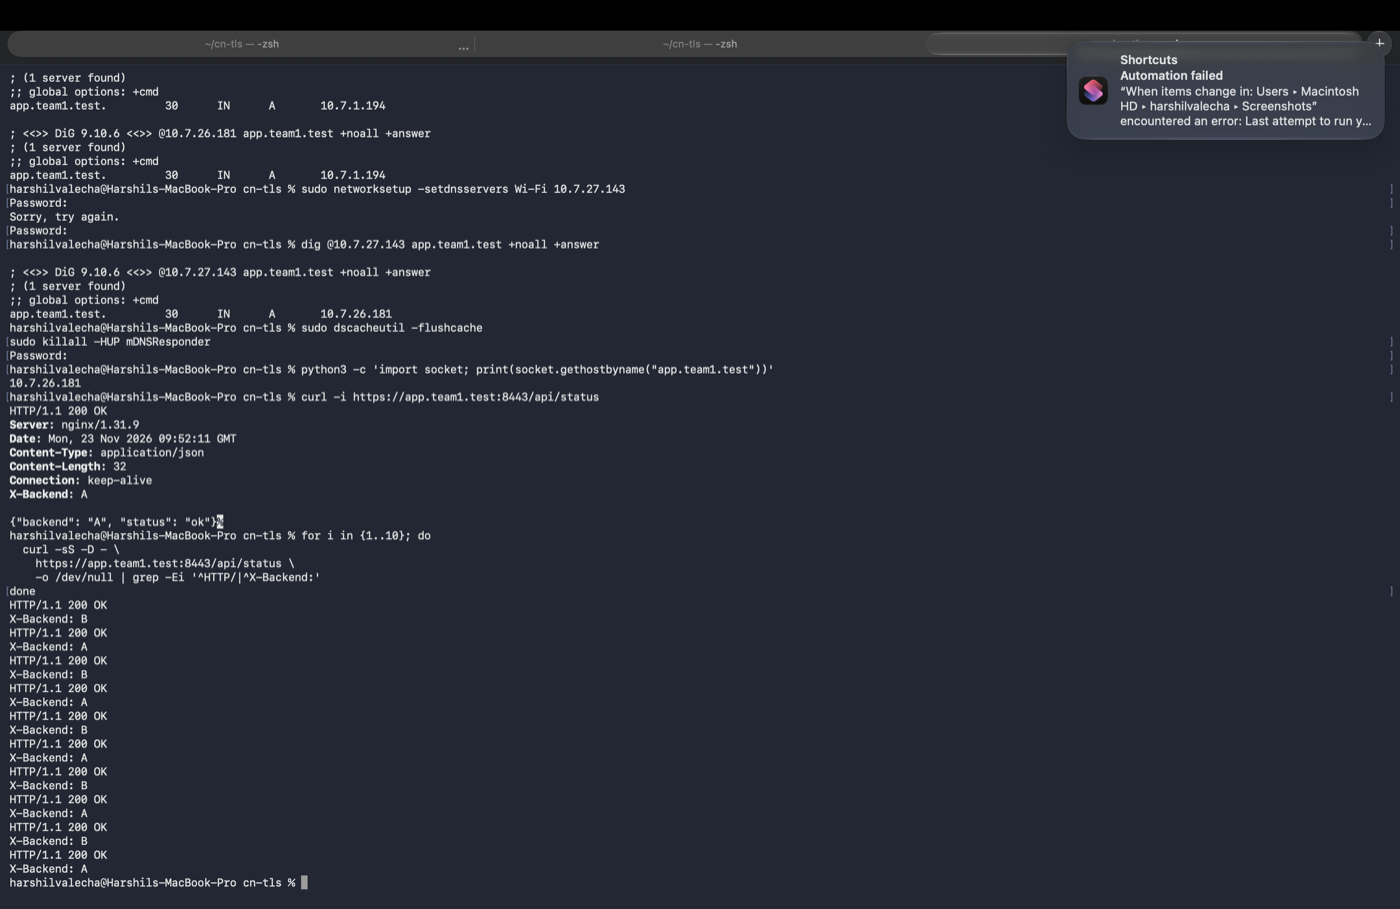 ~/cn-tls — -zsh
...
~/cn-tls — -zsh
+
Shortcuts
Automation failed
“When items change in: Users ▸ Macintosh
HD ▸ harshilvalecha ▸ Screenshots”
encountered an error: Last attempt to run y...
; (1 server found)
;; global options: +cmd
app.team1.test. 30 IN A 10.7.1.194
; <<>> DiG 9.10.6 <<>> @10.7.26.181 app.team1.test +noall +answer
; (1 server found)
;; global options: +cmd
app.team1.test. 30 IN A 10.7.1.194
[harshilvalecha@Harshils-MacBook-Pro cn-tls % sudo networksetup -setdnsservers Wi-Fi 10.7.27.143 ]
[Password: ]
Sorry, try again.
[Password: ]
[harshilvalecha@Harshils-MacBook-Pro cn-tls % dig @10.7.27.143 app.team1.test +noall +answer ]
; <<>> DiG 9.10.6 <<>> @10.7.27.143 app.team1.test +noall +answer
; (1 server found)
;; global options: +cmd
app.team1.test. 30 IN A 10.7.26.181
harshilvalecha@Harshils-MacBook-Pro cn-tls % sudo dscacheutil -flushcache
[sudo killall -HUP mDNSResponder ]
[Password: ]
[harshilvalecha@Harshils-MacBook-Pro cn-tls % python3 -c 'import socket; print(socket.gethostbyname("app.team1.test"))' ]
10.7.26.181
[harshilvalecha@Harshils-MacBook-Pro cn-tls % curl -i https://app.team1.test:8443/api/status ]
HTTP/1.1 200 OK
Server: nginx/1.31.9
Date: Mon, 23 Nov 2026 09:52:11 GMT
Content-Type: application/json
Content-Length: 32
Connection: keep-alive
X-Backend: A
{"backend": "A", "status": "ok"}%
harshilvalecha@Harshils-MacBook-Pro cn-tls % for i in {1..10}; do
curl -sS -D - \
https://app.team1.test:8443/api/status \
-o /dev/null | grep -Ei '^HTTP/|^X-Backend:'
[done ]
HTTP/1.1 200 OK
X-Backend: B
HTTP/1.1 200 OK
X-Backend: A
HTTP/1.1 200 OK
X-Backend: B
HTTP/1.1 200 OK
X-Backend: A
HTTP/1.1 200 OK
X-Backend: B
HTTP/1.1 200 OK
X-Backend: A
HTTP/1.1 200 OK
X-Backend: B
HTTP/1.1 200 OK
X-Backend: A
HTTP/1.1 200 OK
X-Backend: B
HTTP/1.1 200 OK
X-Backend: A
harshilvalecha@Harshils-MacBook-Pro cn-tls %